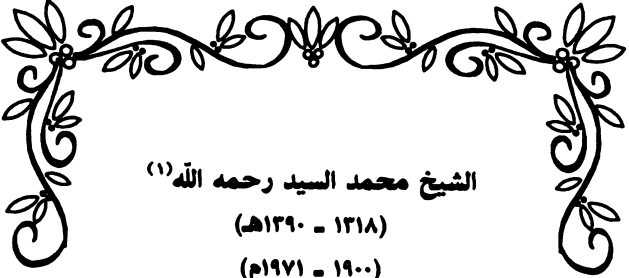 الشيخ محمد السيد رحمه الله(١)
(١٣١٨ ـ ١٣٩٠هـ)
(١٩٠٠ ـ ١٩٧١م)